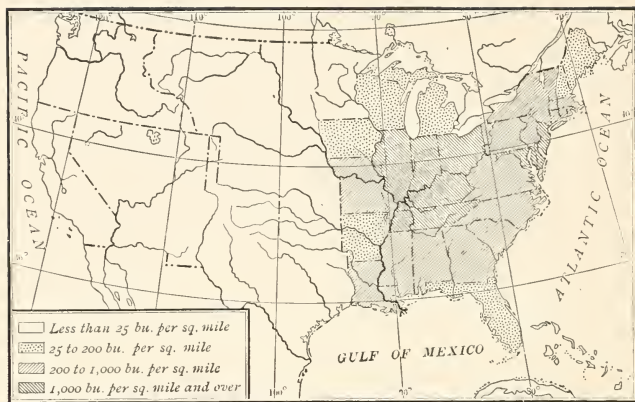 PACIFIC OCEAN
ATLANTIC OCEAN
GULF OF MEXICO
Less than 25 bu. per sq. mile
25 to 200 bu. per sq. mile
200 to 1,000 bu. per sq. mile
1,000 bu. per sq. mile and over